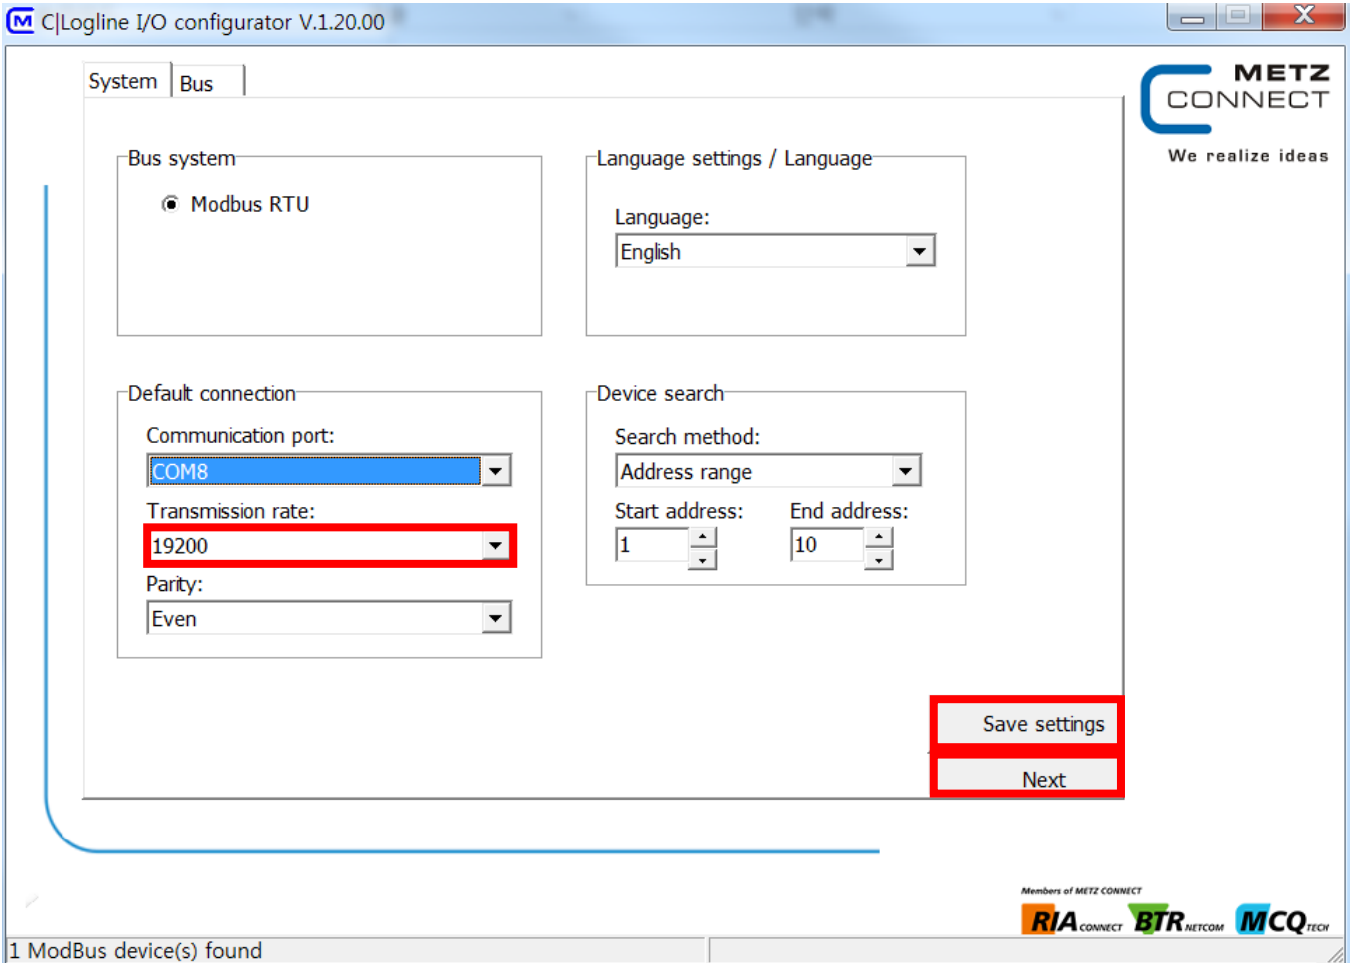 C|Logline I/O configurator V.1.20.00
System
Bus
METZ
CONNECT
We realize ideas
Bus system
Modbus RTU
Language settings / Language
Language:
English
Default connection
Communication port:
COM8
Transmission rate:
19200
Parity:
Even
Device search
Search method:
Address range
Start address: End address:
1 10
Save settings
Next
Members of METZ CONNECT
RIA CONNECT BTR NETCOM MCQ TECH
1 ModBus device(s) found